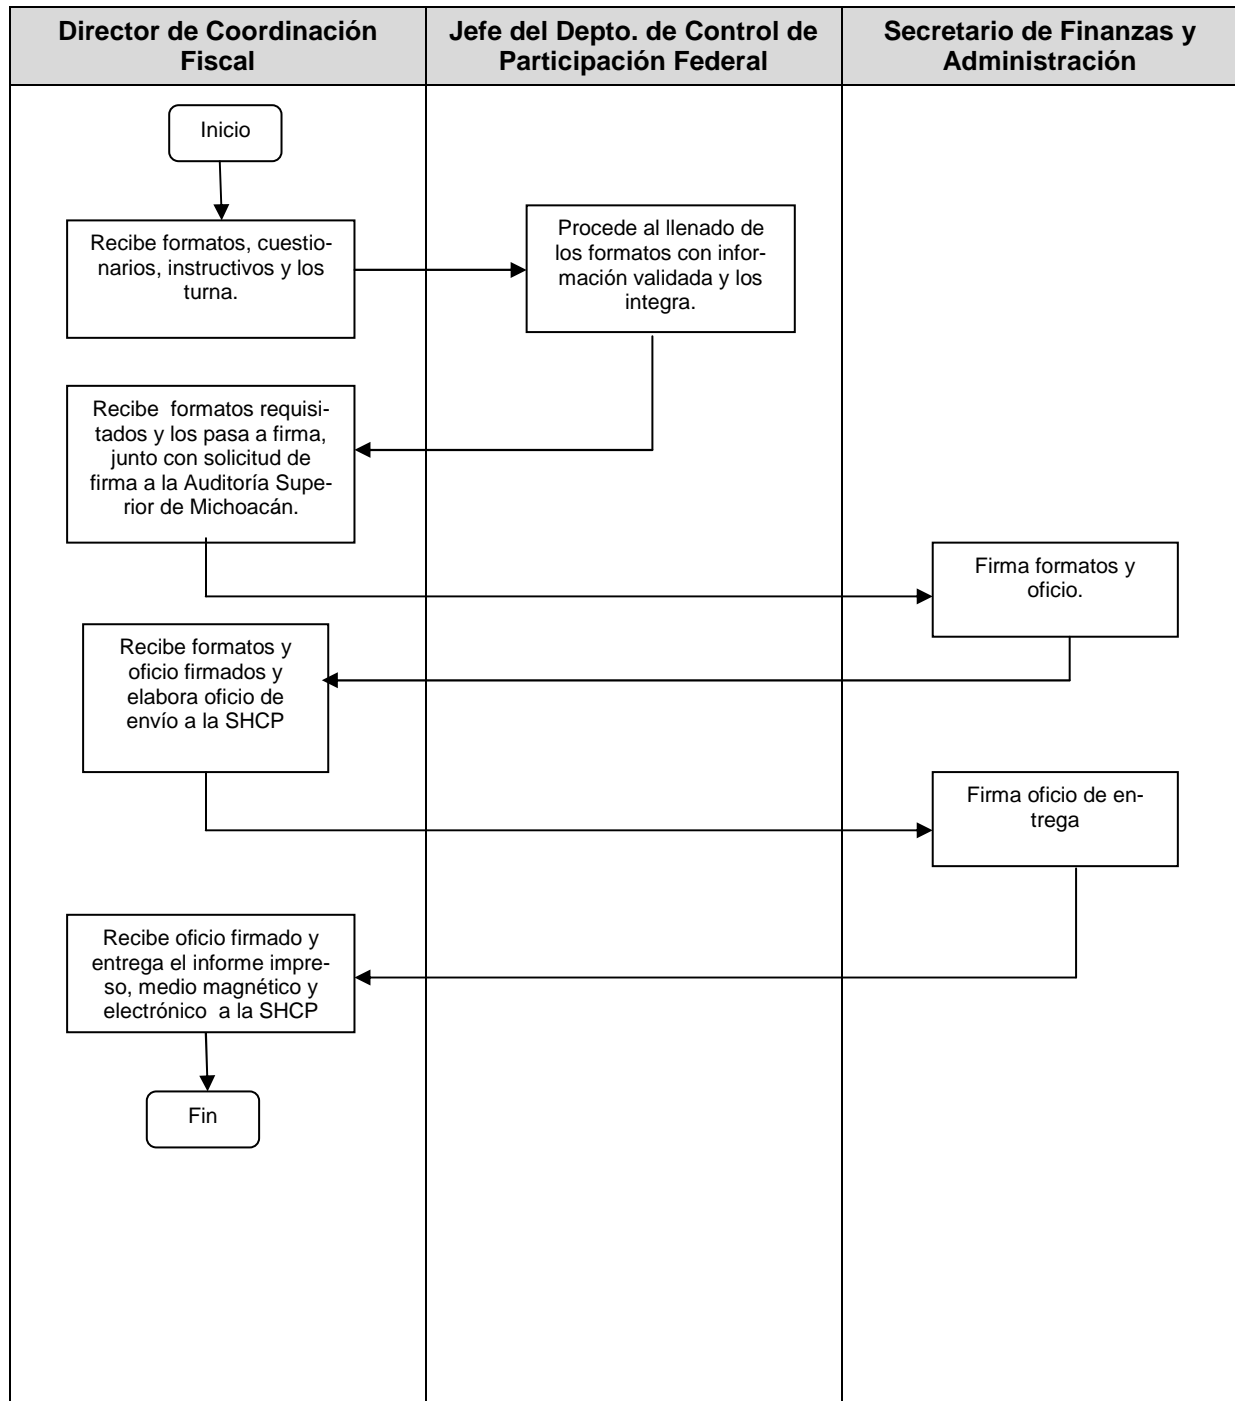 Director de Coordinación
Fiscal
Jefe del Depto. de Control de
Participación Federal
Secretario de Finanzas y
Administración
Inicio
Recibe formatos, cuestio-
narios, instructivos y los
turna.
Procede al llenado de
los formatos con infor-
mación validada y los
integra.
Recibe  formatos requisi-
tados y los pasa a firma,
junto con solicitud de
firma a la Auditoría Supe-
rior de Michoacán.
Firma formatos y
oficio.
Recibe formatos y
oficio firmados y
elabora oficio de
envío a la SHCP
Firma oficio de en-
trega
Recibe oficio firmado y
entrega el informe impre-
so, medio magnético y
electrónico  a la SHCP
Fin